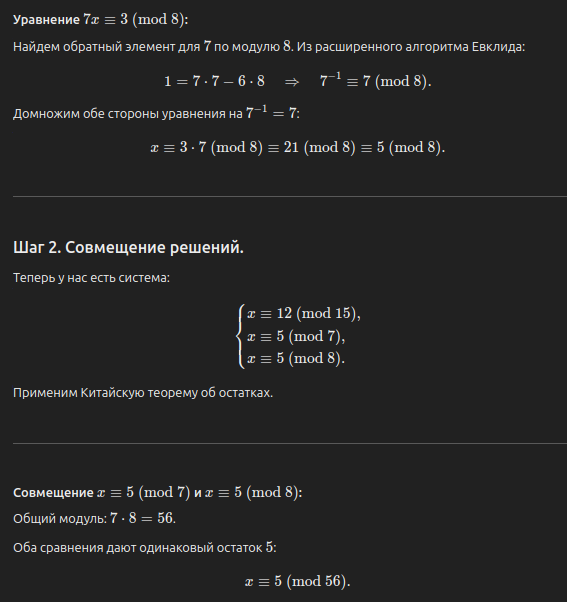 Уравнение 7x ≡ 3 (mod 8):
Найдем обратный элемент для 7 по модулю 8. Из расширенного алгоритма Евклида:
1 = 7 · 7 − 6 · 8 ⇒ 7⁻¹ ≡ 7 (mod 8).
Домножим обе стороны уравнения на 7⁻¹ = 7:
x ≡ 3 · 7 (mod 8) ≡ 21 (mod 8) ≡ 5 (mod 8).
Шаг 2. Совмещение решений.
Теперь у нас есть система:
x ≡ 12 (mod 15),
x ≡ 5 (mod 7),
x ≡ 5 (mod 8).
Применим Китайскую теорему об остатках.
Совмещение x ≡ 5 (mod 7) и x ≡ 5 (mod 8):
Общий модуль: 7 · 8 = 56.
Оба сравнения дают одинаковый остаток 5:
x ≡ 5 (mod 56).